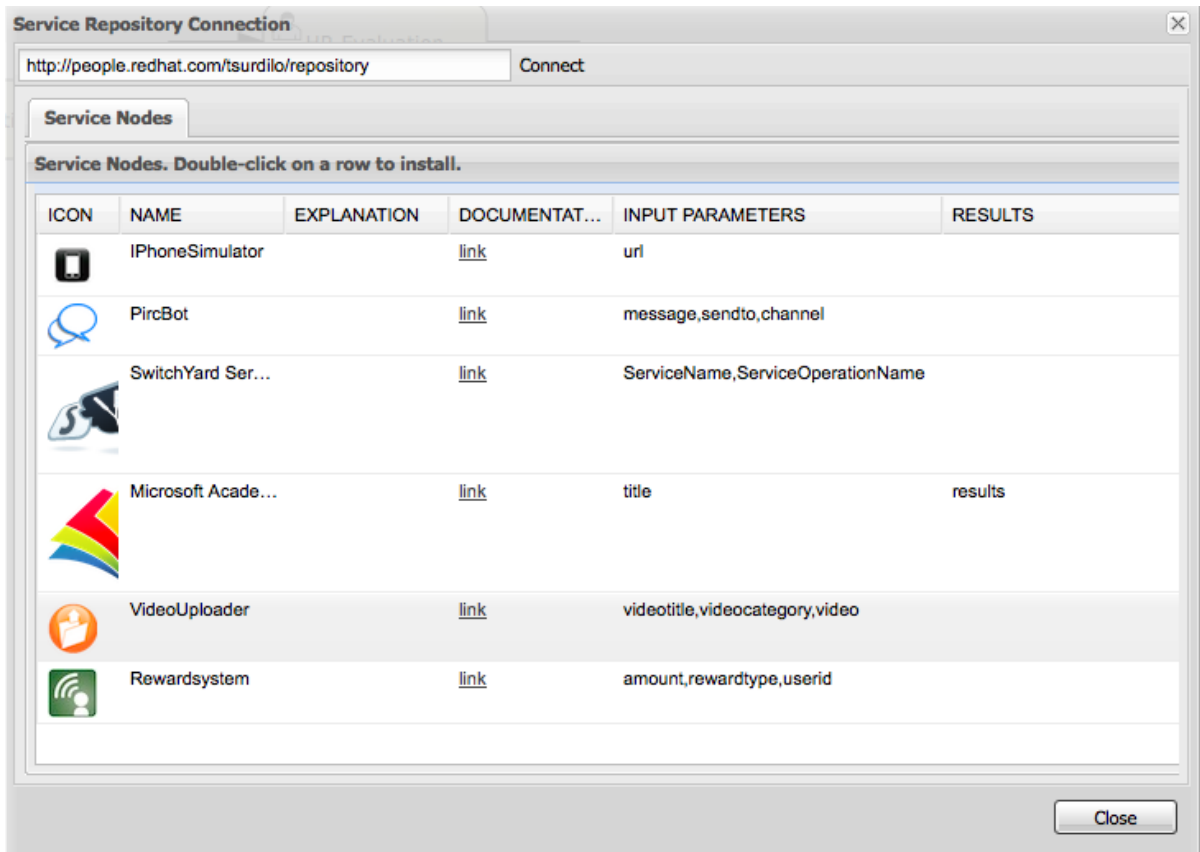 Service Repository Connection
HR Evaluation
http://people.redhat.com/tsurdilo/repository Connect
Service Nodes
Service Nodes. Double-click on a row to install.
ICON NAME EXPLANATION DOCUMENTAT... INPUT PARAMETERS RESULTS
IPhoneSimulator link url
PircBot link message,sendto,channel
SwitchYard Ser... link ServiceName,ServiceOperationName
S
Microsoft Acade... link title results
VideoUploader link videotitle,videocategory,video
Rewardsystem link amount,rewardtype,userid
Close